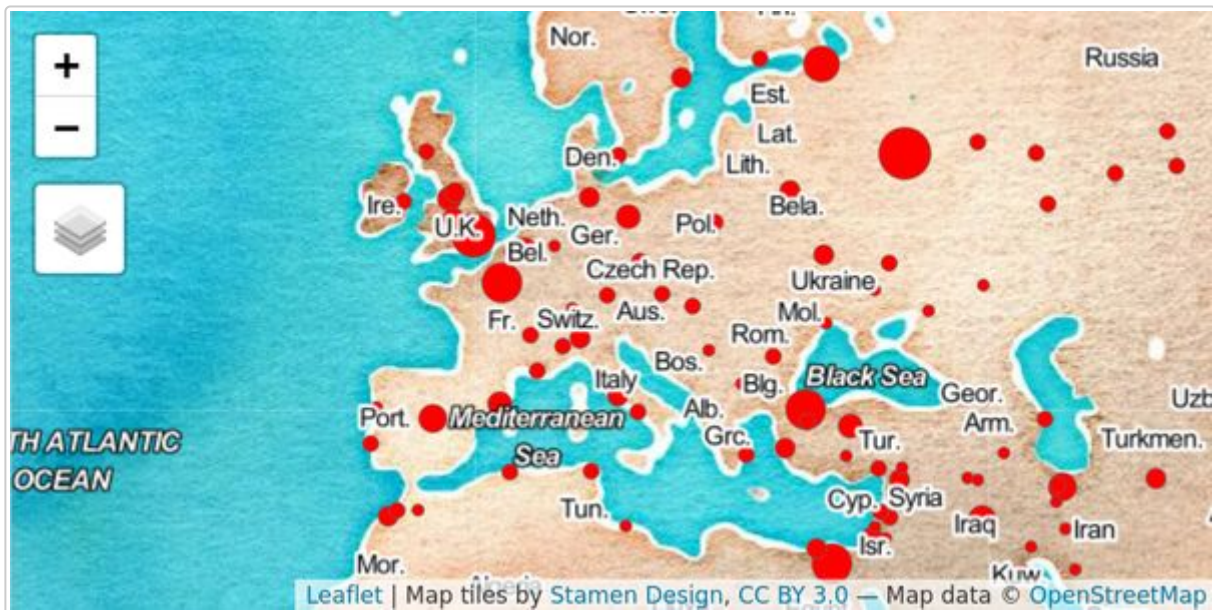 +
−
Nor.
Russia
Est.
Lat.
Lith.
Den.
Bela.
Ire.
U.K.
Neth.
Bel.
Ger.
Pol.
Czech Rep.
Ukraine
Fr.
Switz.
Aus.
Mol.
Bos.
Rom.
Italy
Blg.
Black Sea
Geor.
Uzb
Port.
Mediterranean
Sea
Alb.
Grc.
Tur.
Arm.
Turkmen.
TH ATLANTIC
OCEAN
Tun.
Cyp.
Syria
Isr.
Iraq
Iran
Mor.
Kuw.
Leaflet | Map tiles by Stamen Design, CC BY 3.0 — Map data © OpenStreetMap